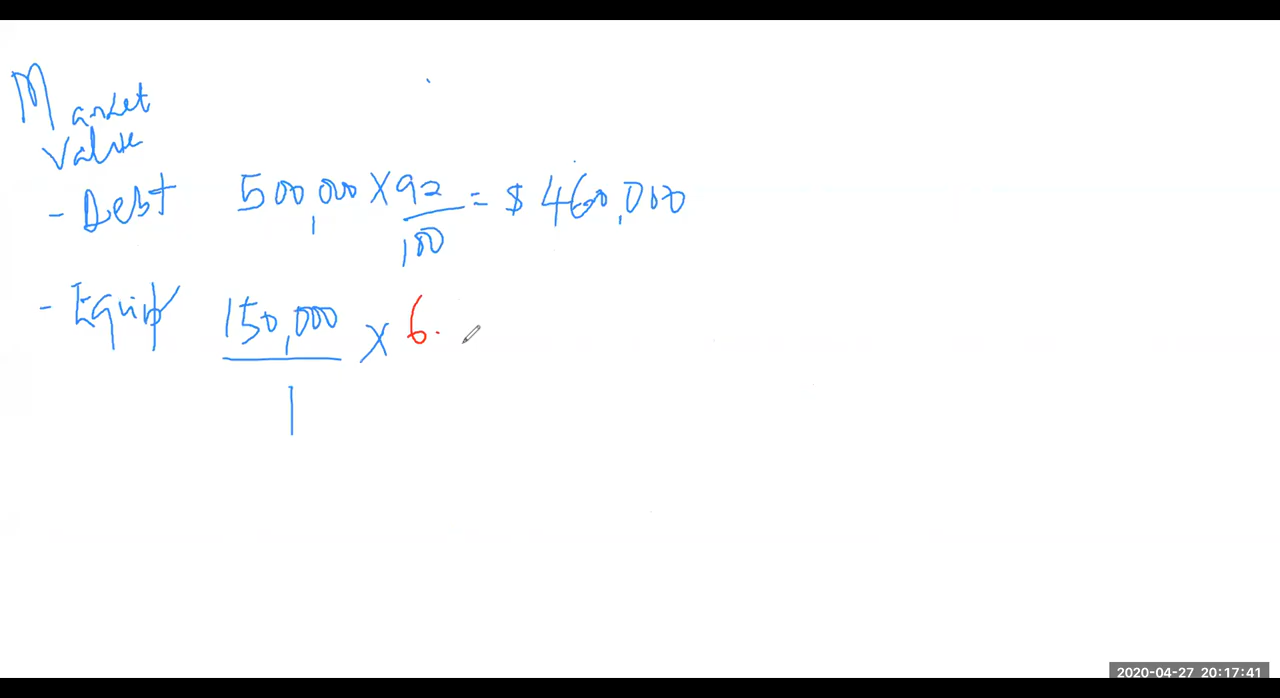 Market
Value
- Debt 500,000 X 92/100 = $ 460,000
- Equity 150,000/1 X 6.
2020-04-27 20:17:41